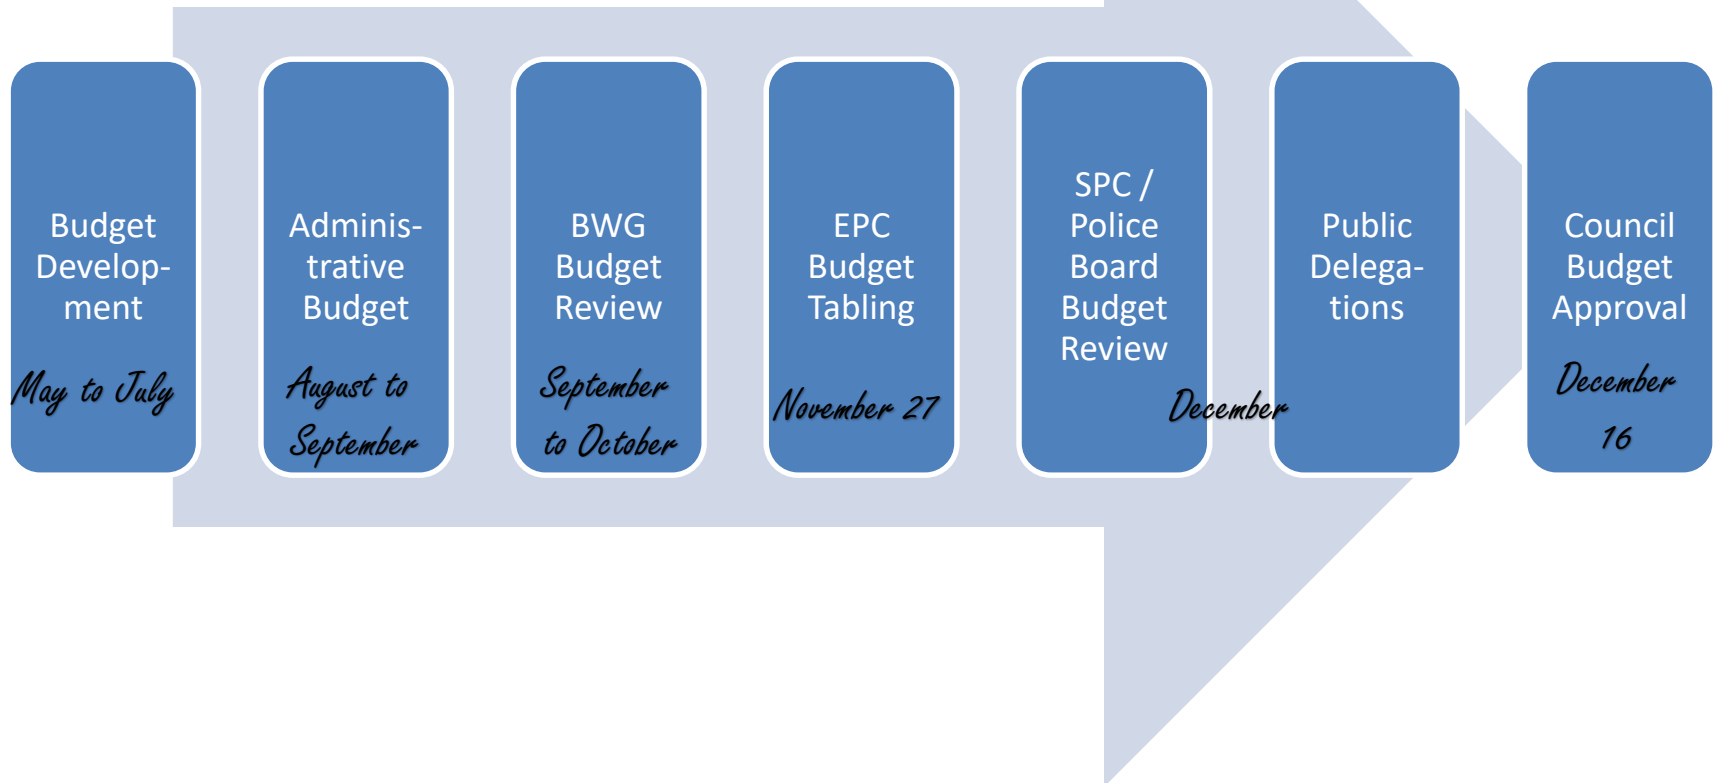 Budget
Develop-
ment
May to July
Adminis-
trative
Budget
August to
September
BWG
Budget
Review
September
to October
EPC
Budget
Tabling
November 27
SPC /
Police
Board
Budget
Review
December
Public
Delega-
tions
Council
Budget
Approval
December
16